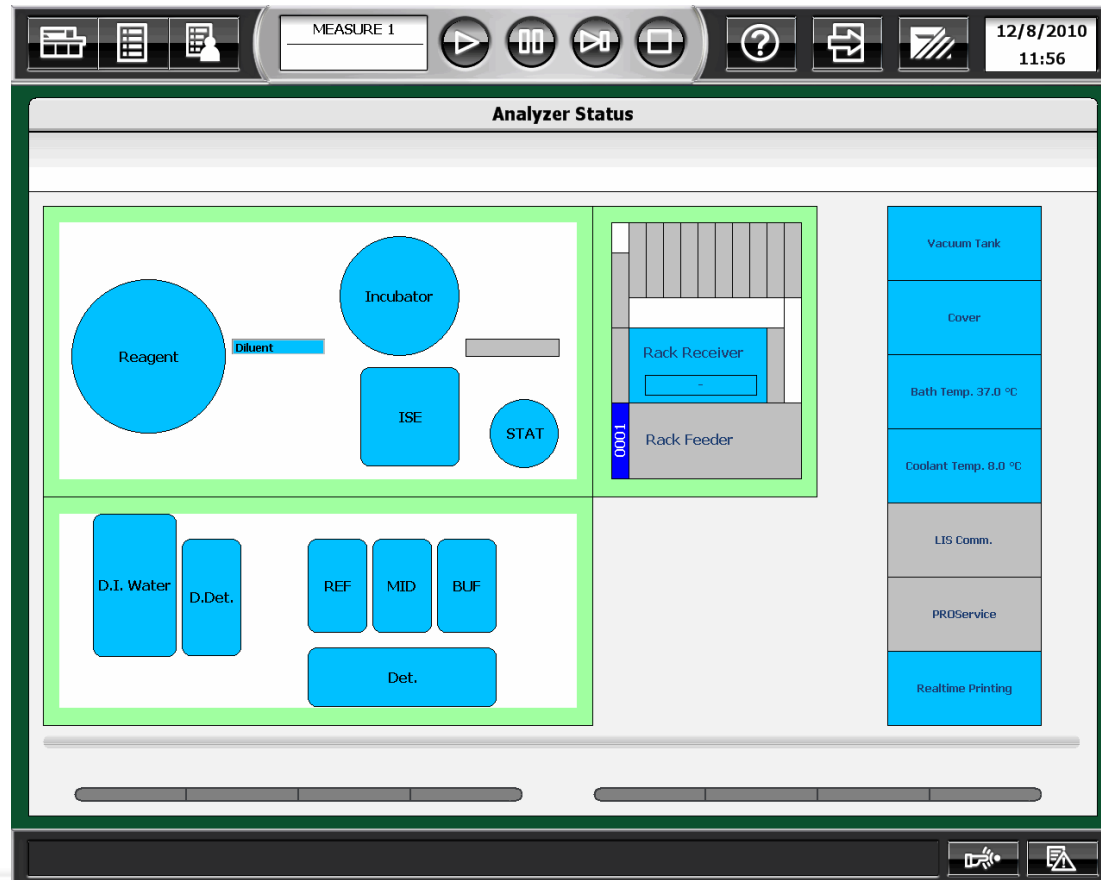 MEASURE 1
12/8/2010
11:56
Analyzer Status
Reagent
Diluent
Incubator
ISE
STAT
Rack Receiver
-
0001
Rack Feeder
Vacuum Tank
Cover
Bath Temp. 37.0 °C
Coolant Temp. 8.0 °C
LIS Comm.
PROService
Realtime Printing
D.I. Water
D.Det.
REF
MID
BUF
Det.